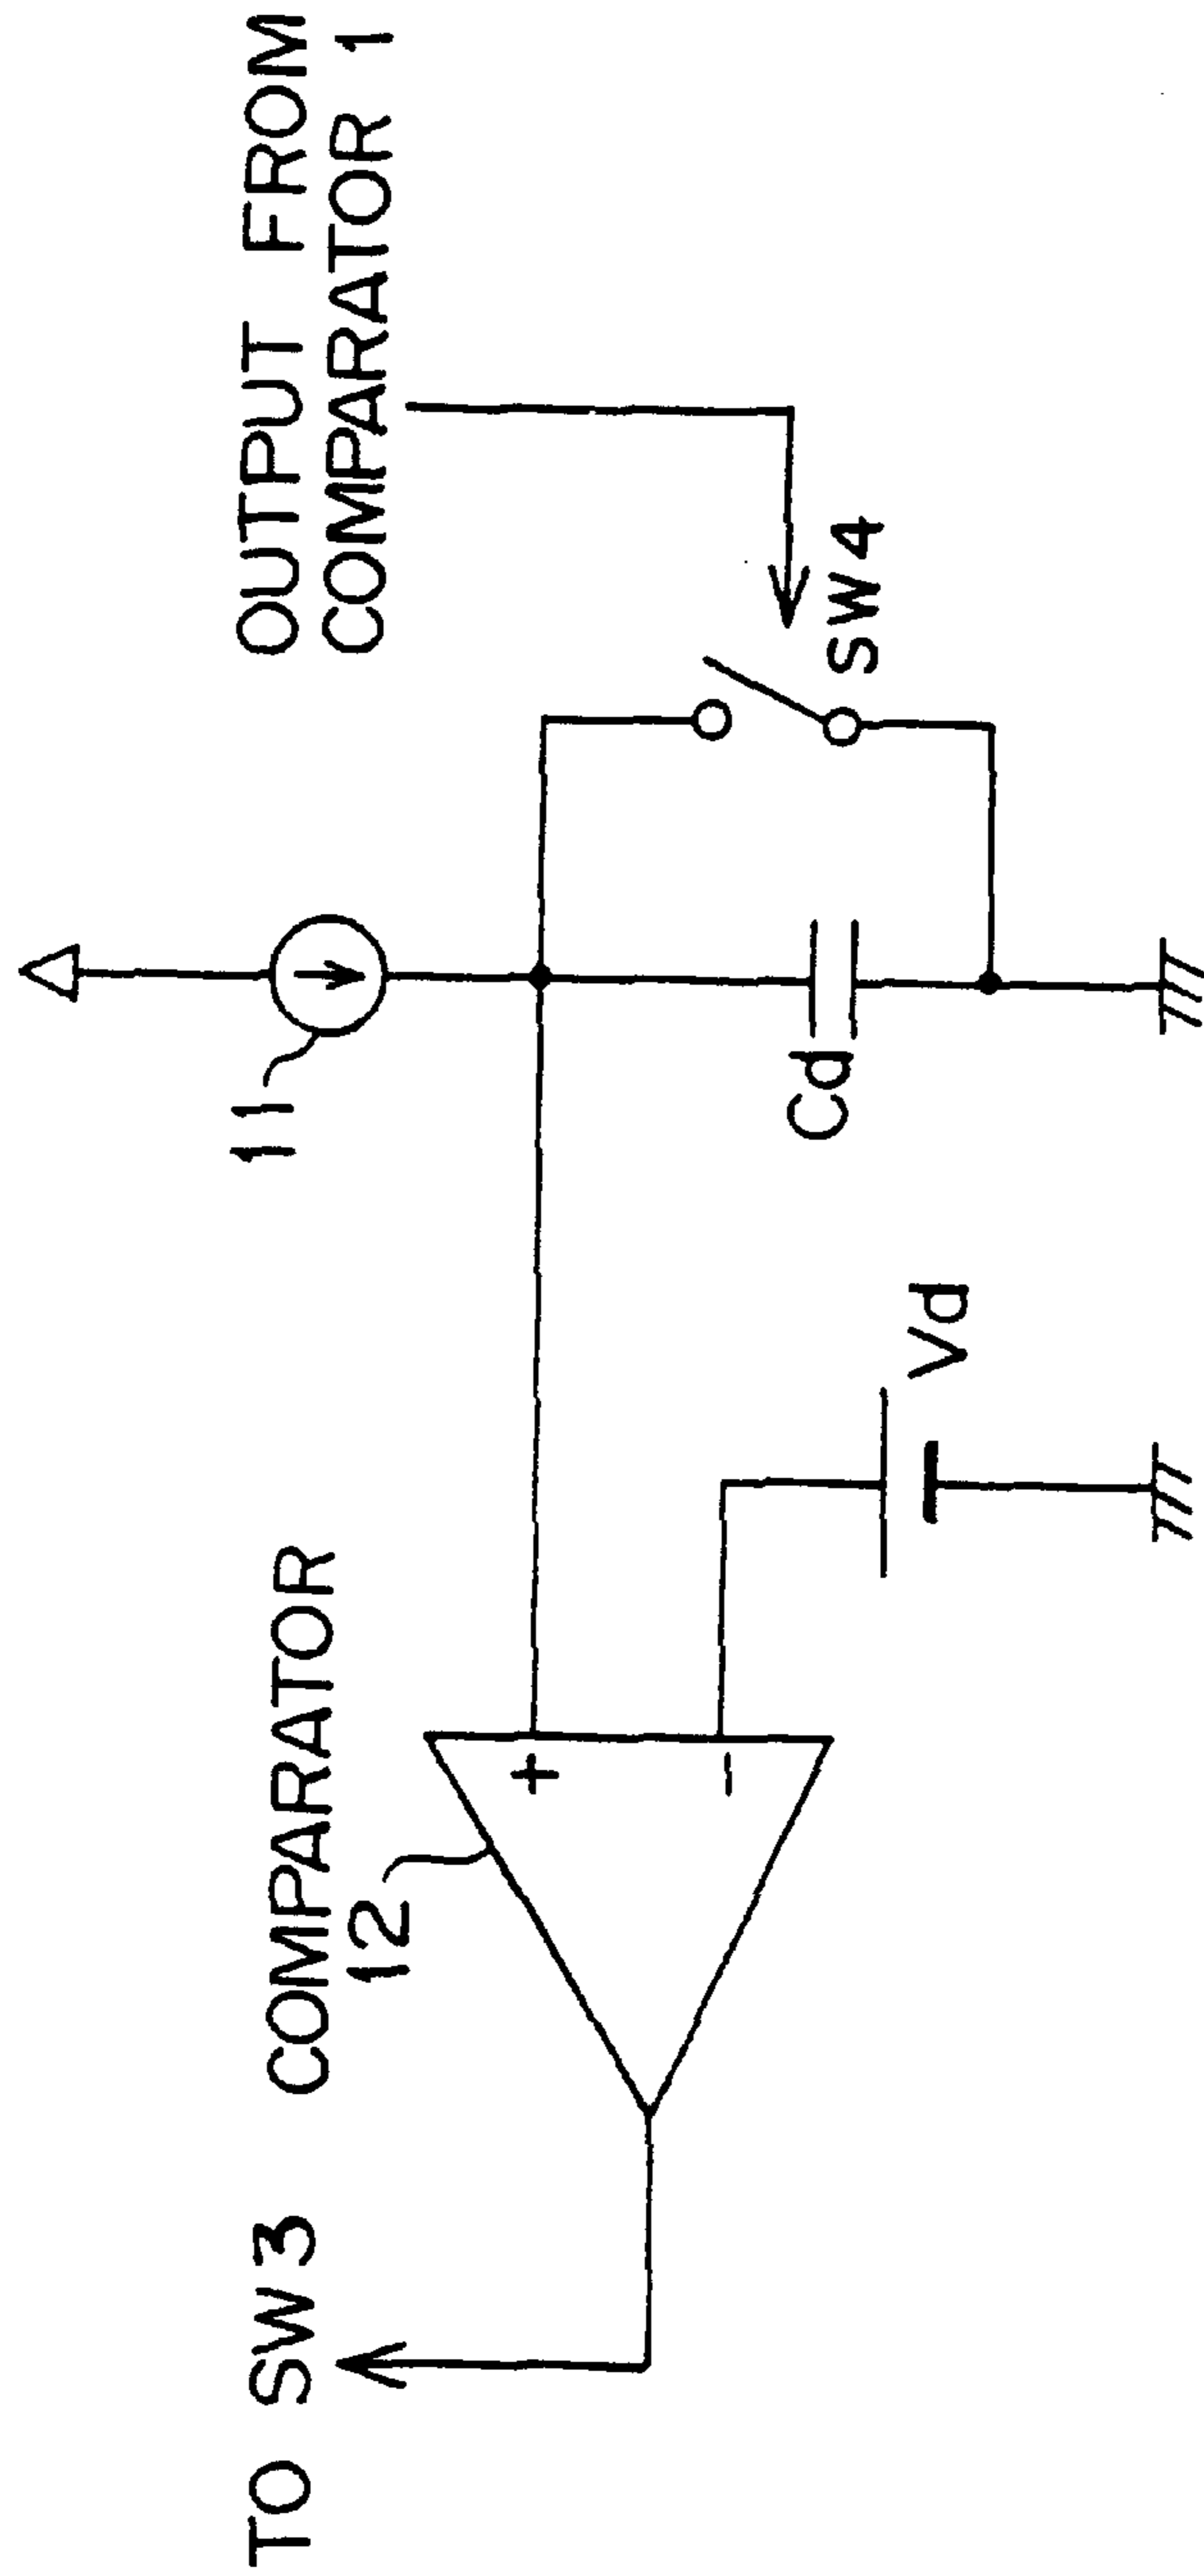 TO SW3
COMPARATOR
12
+
-
Vd
11
Cd
OUTPUT FROM
COMPARATOR 1
SW4